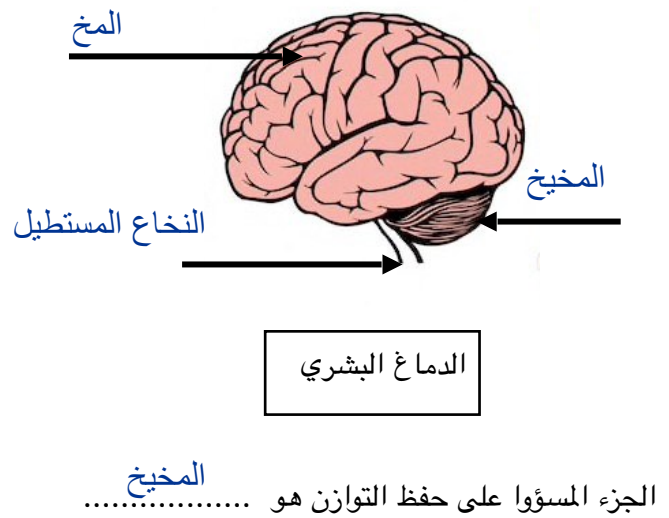 المخ
المخيخ
النخاع المستطيل
الدماغ البشري
الجزء المسؤوا على حفظ التوازن هو المخيخ ..................